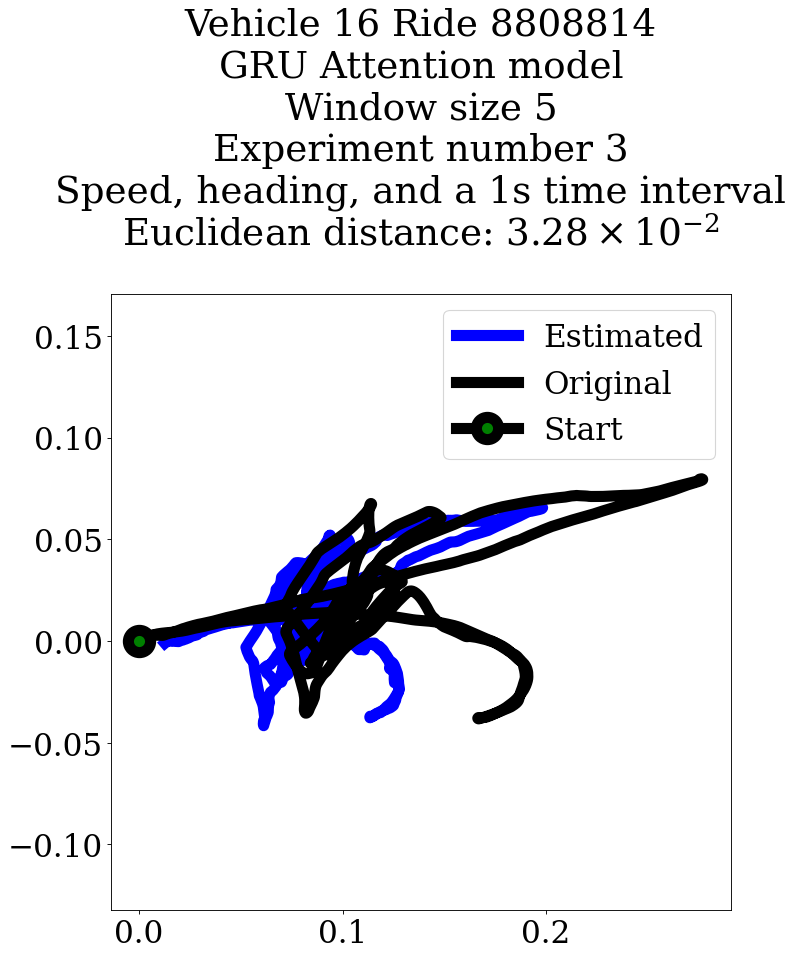 Vehicle 16 Ride 8808814
GRU Attention model
Window size 5
Experiment number 3
Speed, heading, and a 1s time interval
Euclidean distance: 3.28 × 10⁻²
Estimated
Original
Start
0.15
0.10
0.05
0.00
−0.05
−0.10
0.0 0.1 0.2